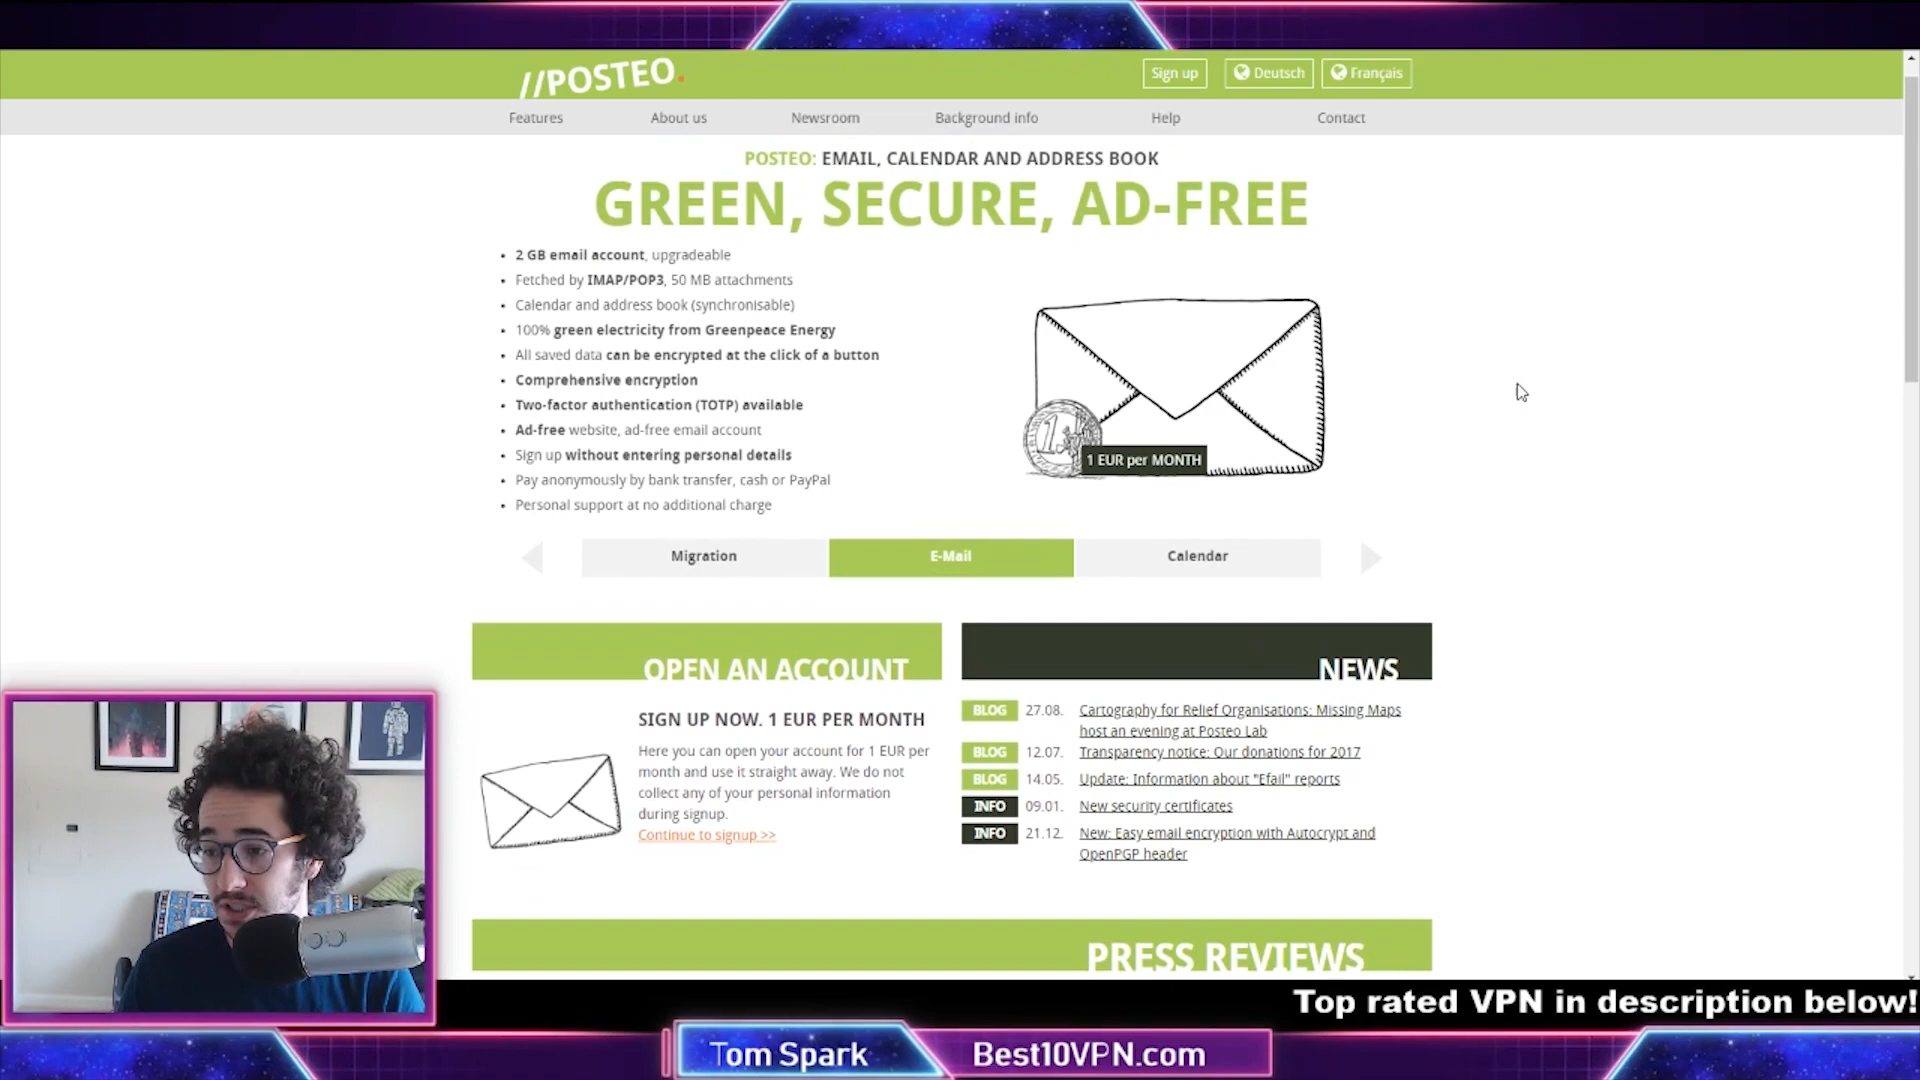 //POSTEO.
Sign up
Deutsch
Français
Features
About us
Newsroom
Background info
Help
Contact
POSTEO: EMAIL, CALENDAR AND ADDRESS BOOK
GREEN, SECURE, AD-FREE
2 GB email account, upgradeable
Fetched by IMAP/POP3, 50 MB attachments
Calendar and address book (synchronisable)
100% green electricity from Greenpeace Energy
All saved data can be encrypted at the click of a button
Comprehensive encryption
Two-factor authentication (TOTP) available
Ad-free website, ad-free email account
Sign up without entering personal details
Pay anonymously by bank transfer, cash or PayPal
Personal support at no additional charge
1
1 EUR per MONTH
Migration
E-Mail
Calendar
OPEN AN ACCOUNT
SIGN UP NOW. 1 EUR PER MONTH
Here you can open your account for 1 EUR per
month and use it straight away. We do not
collect any of your personal information
during signup.
Continue to signup >>
NEWS
BLOG 27.08. Cartography for Relief Organisations: Missing Maps
host an evening at Posteo Lab
BLOG 12.07. Transparency notice: Our donations for 2017
BLOG 14.05. Update: Information about "Efail" reports
INFO 09.01. New security certificates
INFO 21.12. New: Easy email encryption with Autocrypt and
OpenPGP header
PRESS REVIEWS
Top rated VPN in description below!
Tom Spark
Best10VPN.com